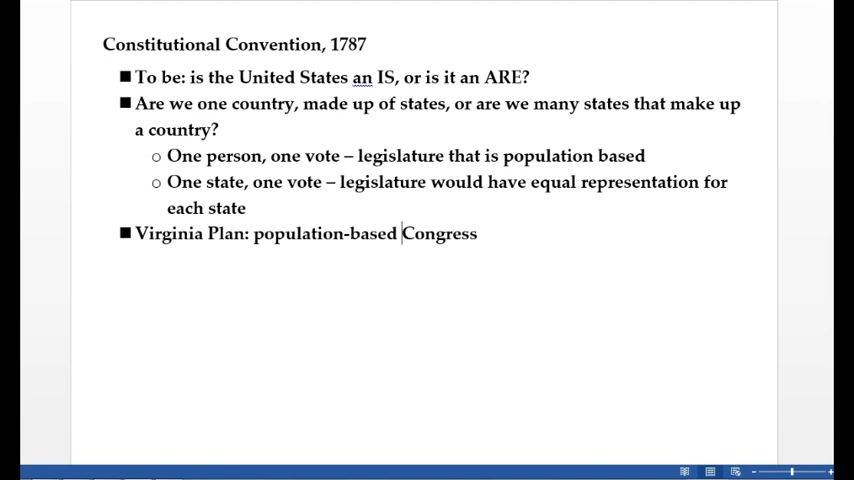 Constitutional Convention, 1787
■ To be: is the United States an IS, or is it an ARE?
■ Are we one country, made up of states, or are we many states that make up
a country?
○ One person, one vote – legislature that is population based
○ One state, one vote – legislature would have equal representation for
each state
■ Virginia Plan: population-based Congress